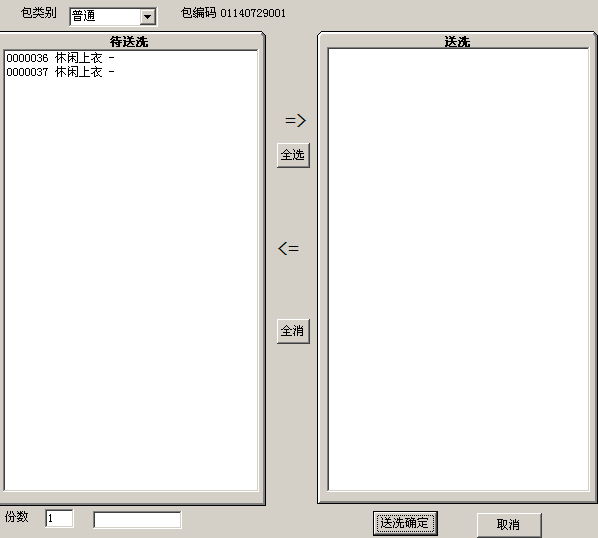 包类别 普通 包编码 01140729001
待送洗
送洗
0000036 休闲上衣 -
0000037 休闲上衣 -
=>
全选
<=
全消
份数 1
送洗确定 取消